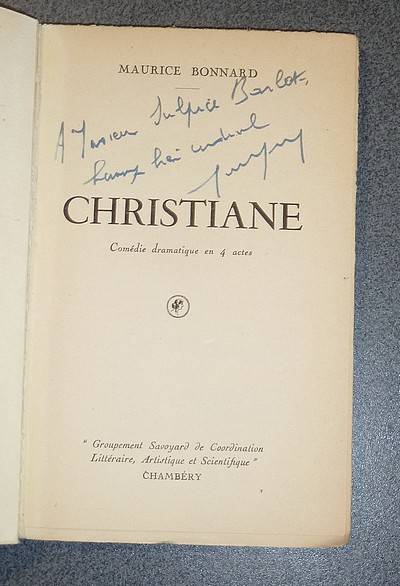 MAURICE BONNARD
A Monsieur Sulpice
CHRISTIANE
Comédie dramatique en 4 actes
" Groupement Savoyard de Coordination
Littéraire, Artistique et Scientifique "
CHAMBÉRY